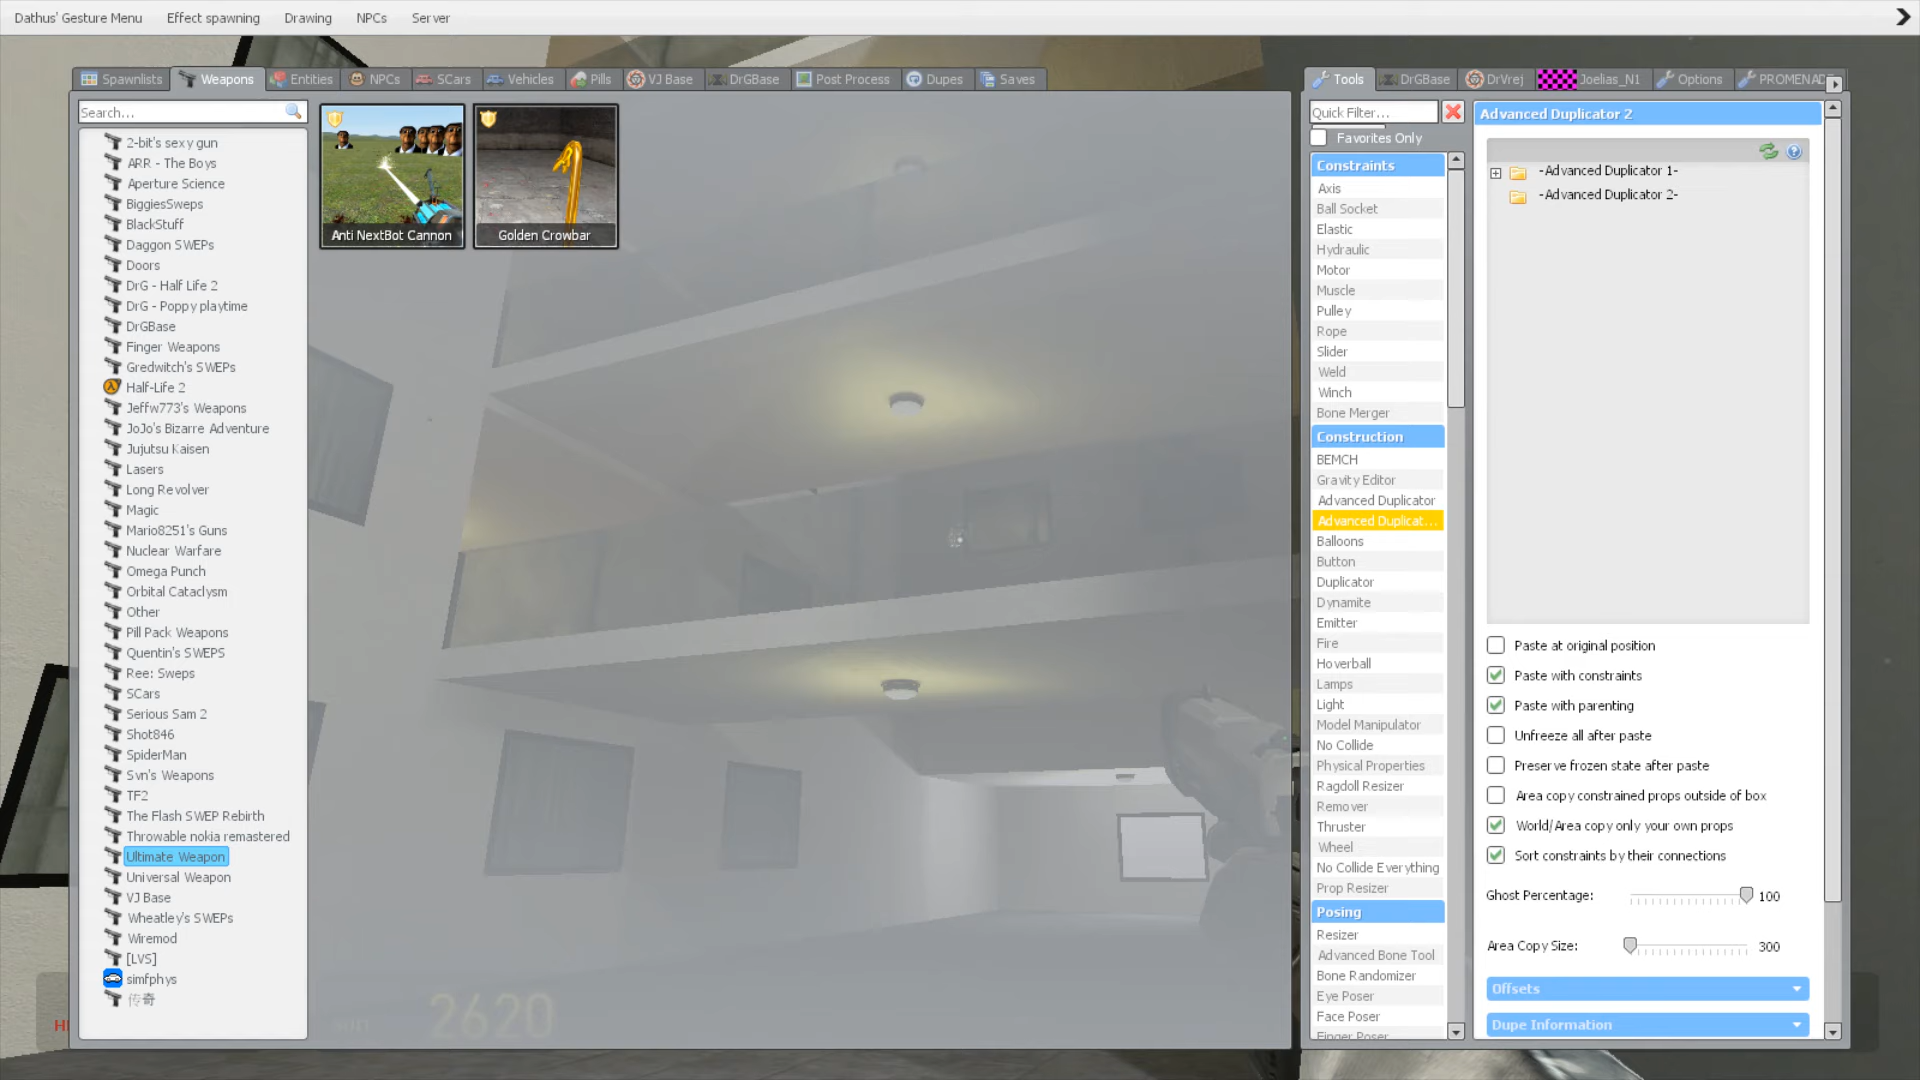 Dathus' Gesture Menu Effect spawning Drawing NPCs Server
Spawnlists Weapons Entities NPCs SCars Vehicles Pills VJ Base DrGBase Post Process Dupes Saves
Search...
2-bit's sexy gun
ARR - The Boys
Aperture Science
BiggiesSweps
BlackStuff
Daggon SWEPs
Doors
DrG - Half Life 2
DrG - Poppy playtime
DrGBase
Finger Weapons
Gredwitch's SWEPs
Half-Life 2
Jeffw773's Weapons
JoJo's Bizarre Adventure
Jujutsu Kaisen
Lasers
Long Revolver
Magic
Mario8251's Guns
Nuclear Warfare
Omega Punch
Orbital Cataclysm
Other
Pill Pack Weapons
Quentin's SWEPS
Ree: Sweps
SCars
Serious Sam 2
Shot846
SpiderMan
Svn's Weapons
TF2
The Flash SWEP Rebirth
Throwable nokia remastered
Ultimate Weapon
Universal Weapon
VJ Base
Wheatley's SWEPs
Wiremod
[LVS]
simfphys
传奇
Anti NextBot Cannon
Golden Crowbar
2620
Tools DrGBase DrVrej Joelias_N1 Options PROMENAD
Quick Filter...
Favorites Only
Constraints
Axis
Ball Socket
Elastic
Hydraulic
Motor
Muscle
Pulley
Rope
Slider
Weld
Winch
Bone Merger
Construction
BEMCH
Gravity Editor
Advanced Duplicator
Advanced Duplicat...
Balloons
Button
Duplicator
Dynamite
Emitter
Fire
Hoverball
Lamps
Light
Model Manipulator
No Collide
Physical Properties
Ragdoll Resizer
Remover
Thruster
Wheel
No Collide Everything
Prop Resizer
Posing
Resizer
Advanced Bone Tool
Bone Randomizer
Eye Poser
Face Poser
Finger Poser
Advanced Duplicator 2
-Advanced Duplicator 1-
-Advanced Duplicator 2-
Paste at original position
Paste with constraints
Paste with parenting
Unfreeze all after paste
Preserve frozen state after paste
Area copy constrained props outside of box
World/Area copy only your own props
Sort constraints by their connections
Ghost Percentage: 100
Area Copy Size: 300
Offsets
Dupe Information